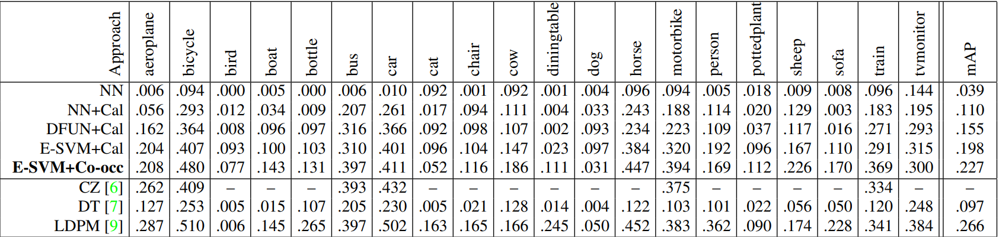 Approach aeroplane bicycle bird boat bottle bus car cat chair cow diningtable dog horse motorbike person pottedplant sheep sofa train tvmonitor mAP
NN .006 .094 .000 .005 .000 .006 .010 .092 .001 .092 .001 .004 .096 .094 .005 .018 .009 .008 .096 .144 .039
NN+Cal .056 .293 .012 .034 .009 .207 .261 .017 .094 .111 .004 .033 .243 .188 .114 .020 .129 .003 .183 .195 .110
DFUN+Cal .162 .364 .008 .096 .097 .316 .366 .092 .098 .107 .002 .093 .234 .223 .109 .037 .117 .016 .271 .293 .155
E-SVM+Cal .204 .407 .093 .100 .103 .310 .401 .096 .104 .147 .023 .097 .384 .320 .192 .096 .167 .110 .291 .315 .198
E-SVM+Co-occ .208 .480 .077 .143 .131 .397 .411 .052 .116 .186 .111 .031 .447 .394 .169 .112 .226 .170 .369 .300 .227
CZ [6] .262 .409 – – – .393 .432 – – – – – – .375 – – – – .334 – –
DT [7] .127 .253 .005 .015 .107 .205 .230 .005 .021 .128 .014 .004 .122 .103 .101 .022 .056 .050 .120 .248 .097
LDPM [9] .287 .510 .006 .145 .265 .397 .502 .163 .165 .166 .245 .050 .452 .383 .362 .090 .174 .228 .341 .384 .266